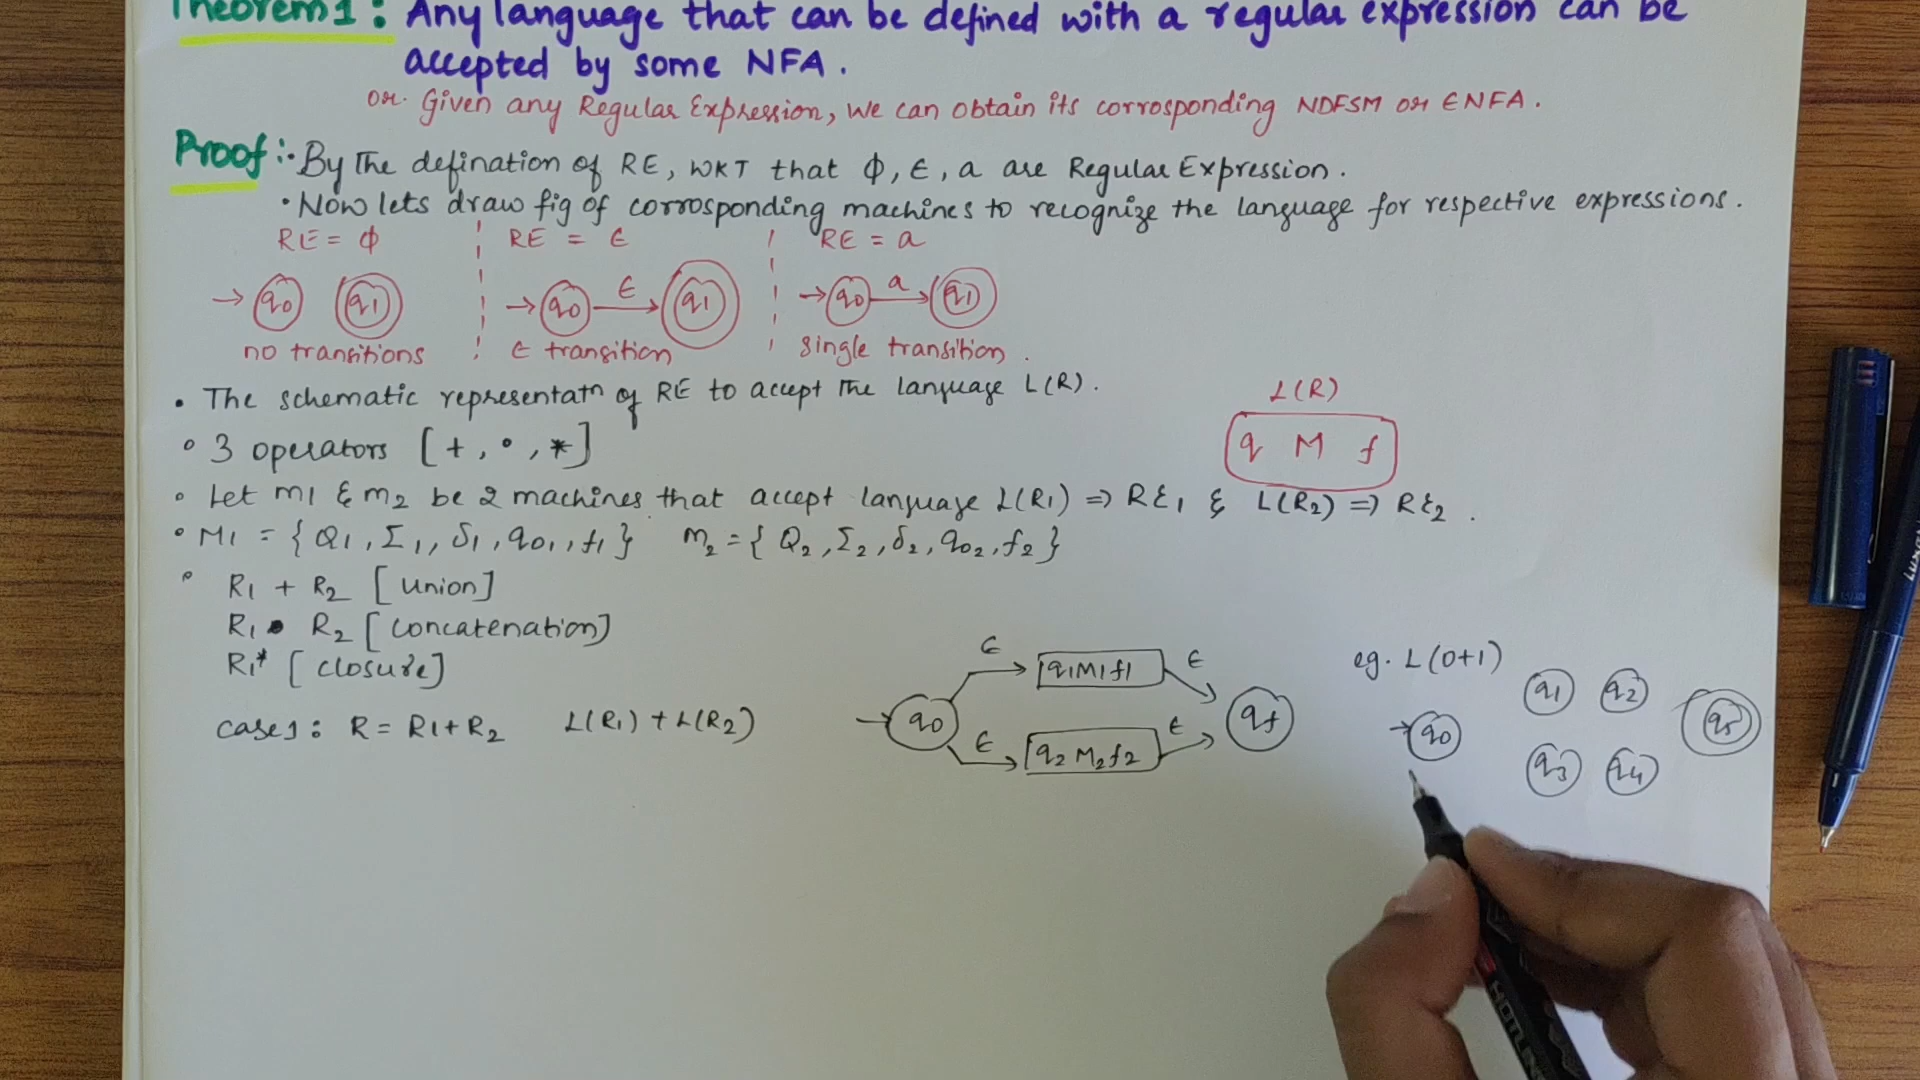 Theorem 1 : Any language that can be defined with a regular expression can be
accepted by some NFA .
or. Given any Regular Expression, we can obtain its corrosponding NDFSM or ЄNFA .
Proof :· By The defination of RE, WKT that ϕ, Є, a are Regular Expression .
· Now lets draw fig of corrosponding machines to recognize the language for respective expressions .
RE = ϕ RE = Є RE = a
→ q0 q1 → q0 Є q1 → q0 a q1
no transitions Є transition single transition .
• The schematic representatn of RE to accept The language L(R) .
L(R)
q M f
• 3 operators [ + , • , * ]
• Let m1 & m2 be 2 machines that accept language L(R1) => RE1 & L(R2) => RE2 .
• M1 = { Q1 , Σ1 , δ1 , q01 , f1 } m2 = { Q2 , Σ2 , δ2 , q02 , f2 }
• R1 + R2 [ union ]
R1 • R2 [ concatenation ]
R1* [ closure ]
case 1 : R = R1 + R2 L(R1) + L(R2)
→ q0 Є q1 M1 f1 Є qf
Є q2 M2 f2 Є
eg. L (0+1)
q1 q2
→ q0 q5
q3 q4